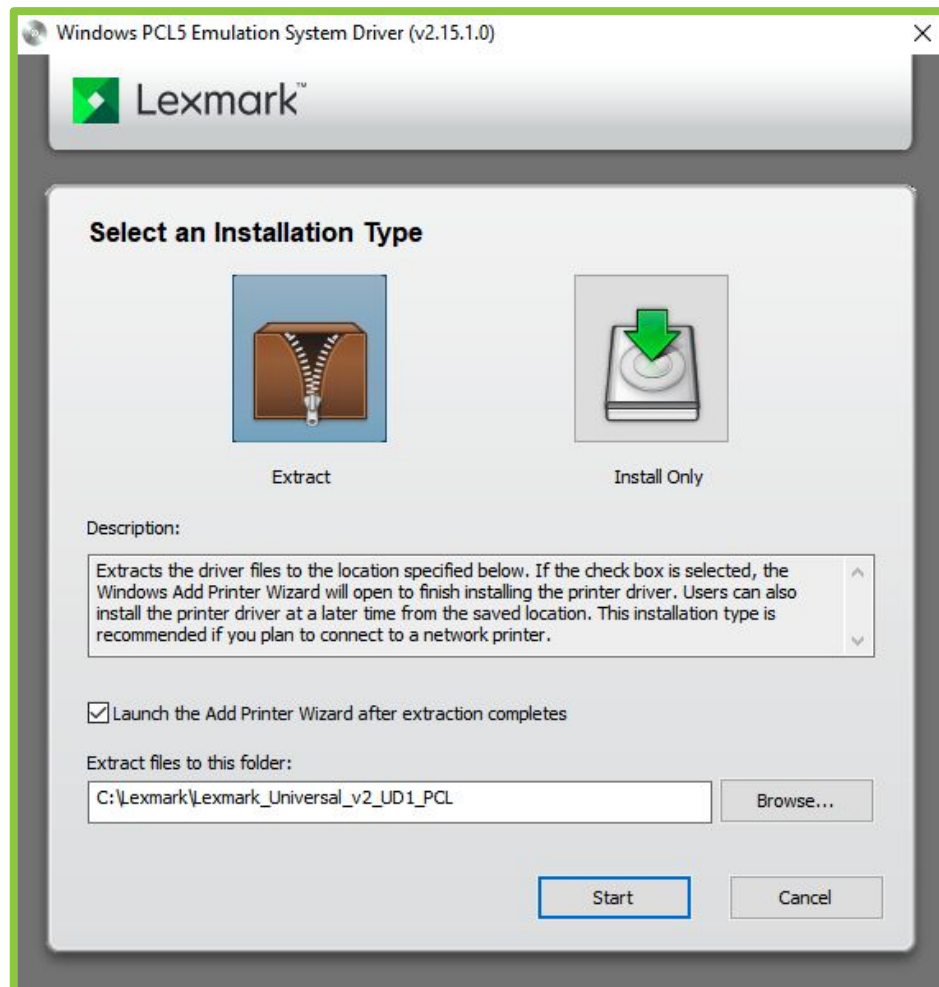 Windows PCL5 Emulation System Driver (v2.15.1.0)
Lexmark™
Select an Installation Type
Extract
Install Only
Description:
Extracts the driver files to the location specified below. If the check box is selected, the
Windows Add Printer Wizard will open to finish installing the printer driver. Users can also
install the printer driver at a later time from the saved location. This installation type is
recommended if you plan to connect to a network printer.
Launch the Add Printer Wizard after extraction completes
Extract files to this folder:
C:\Lexmark\Lexmark_Universal_v2_UD1_PCL
Browse...
Start
Cancel